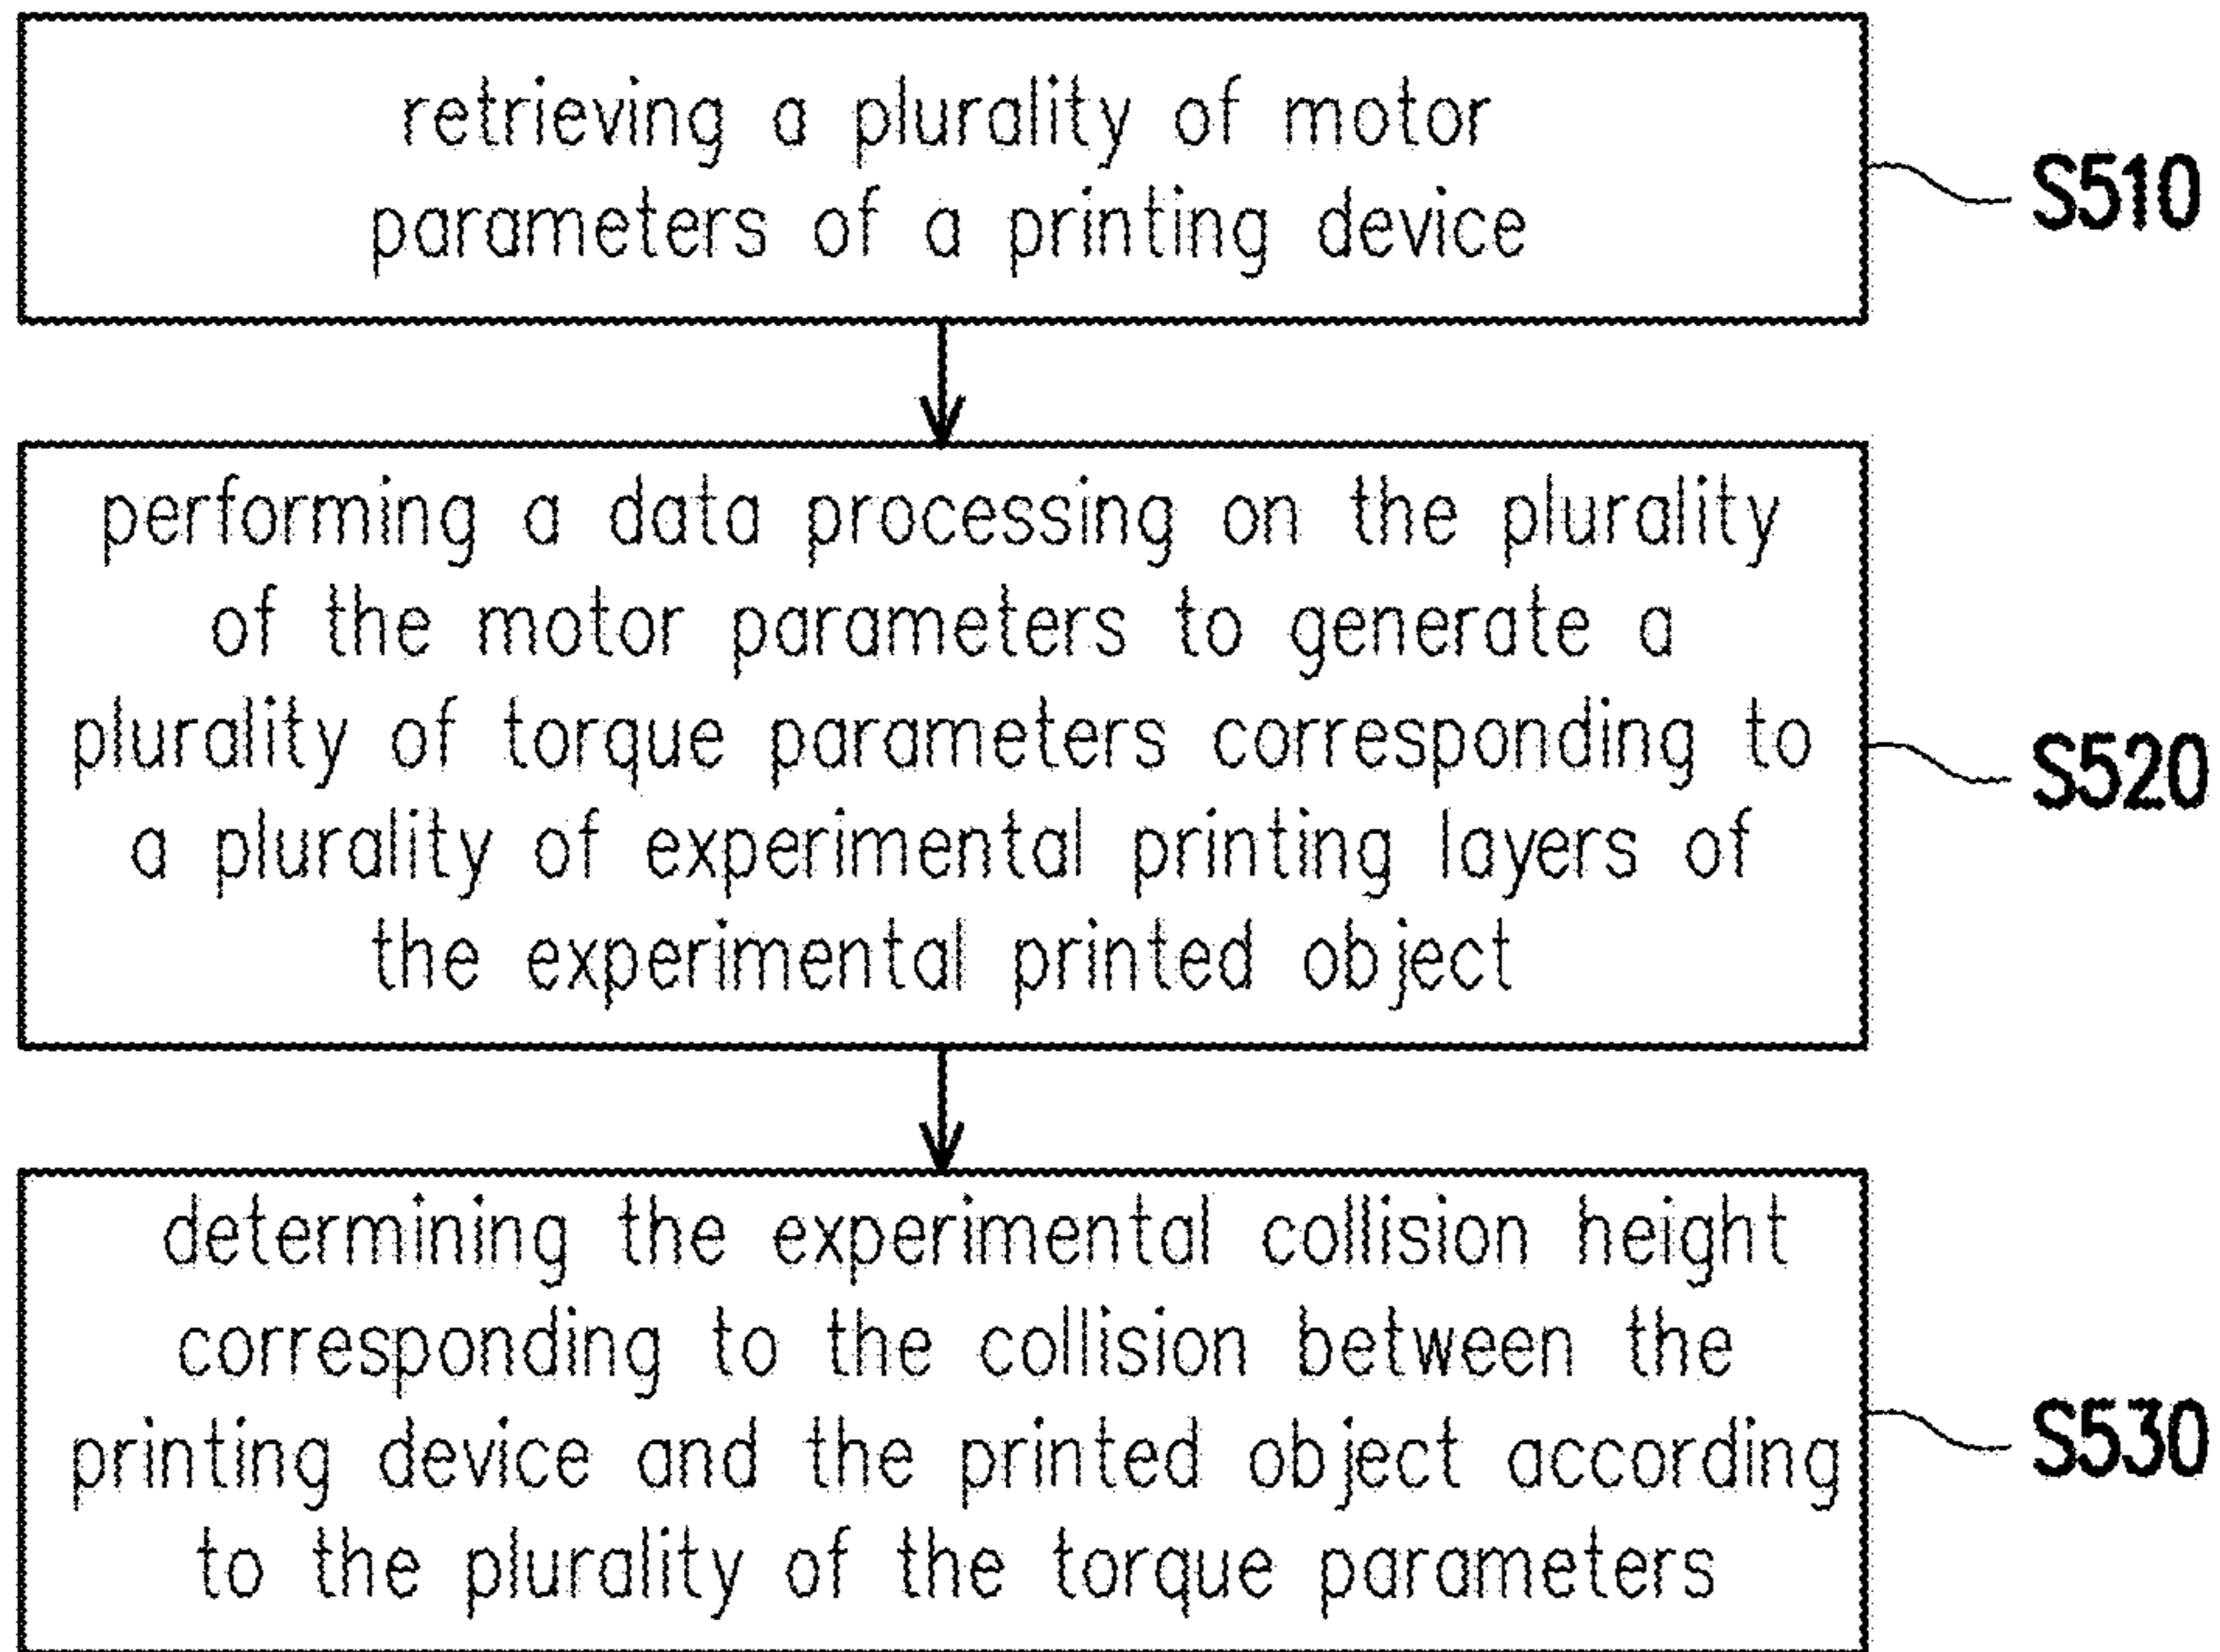 retrieving a plurality of motor
parameters of a printing device
S510
performing a data processing on the plurality
of the motor parameters to generate a
plurality of torque parameters corresponding to
a plurality of experimental printing layers of
the experimental printed object
S520
determining the experimental collision height
corresponding to the collision between the
printing device and the printed object according
to the plurality of the torque parameters
S530